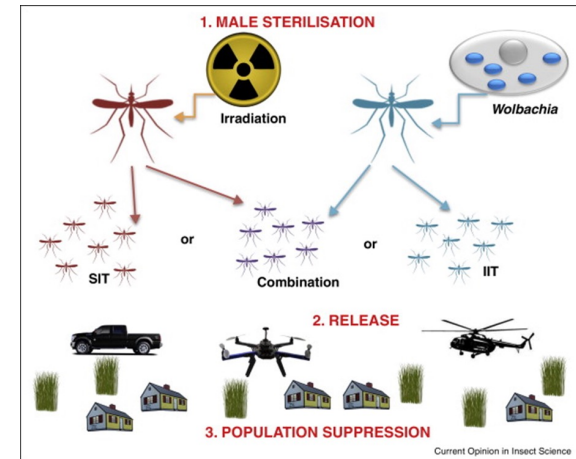 1. MALE STERILISATION
Irradiation
Wolbachia
SIT
or
Combination
or
IIT
2. RELEASE
3. POPULATION SUPPRESSION
Current Opinion in Insect Science